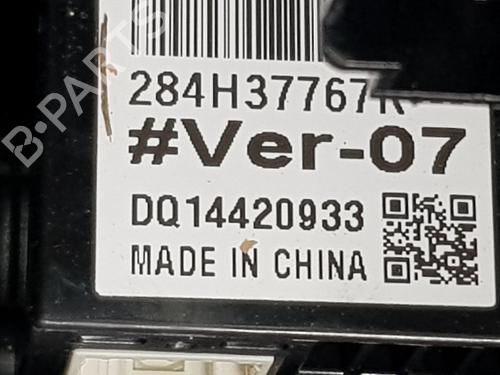 284H37767R
#Ver-07
DQ14420933
MADE IN CHINA
B-PARTS